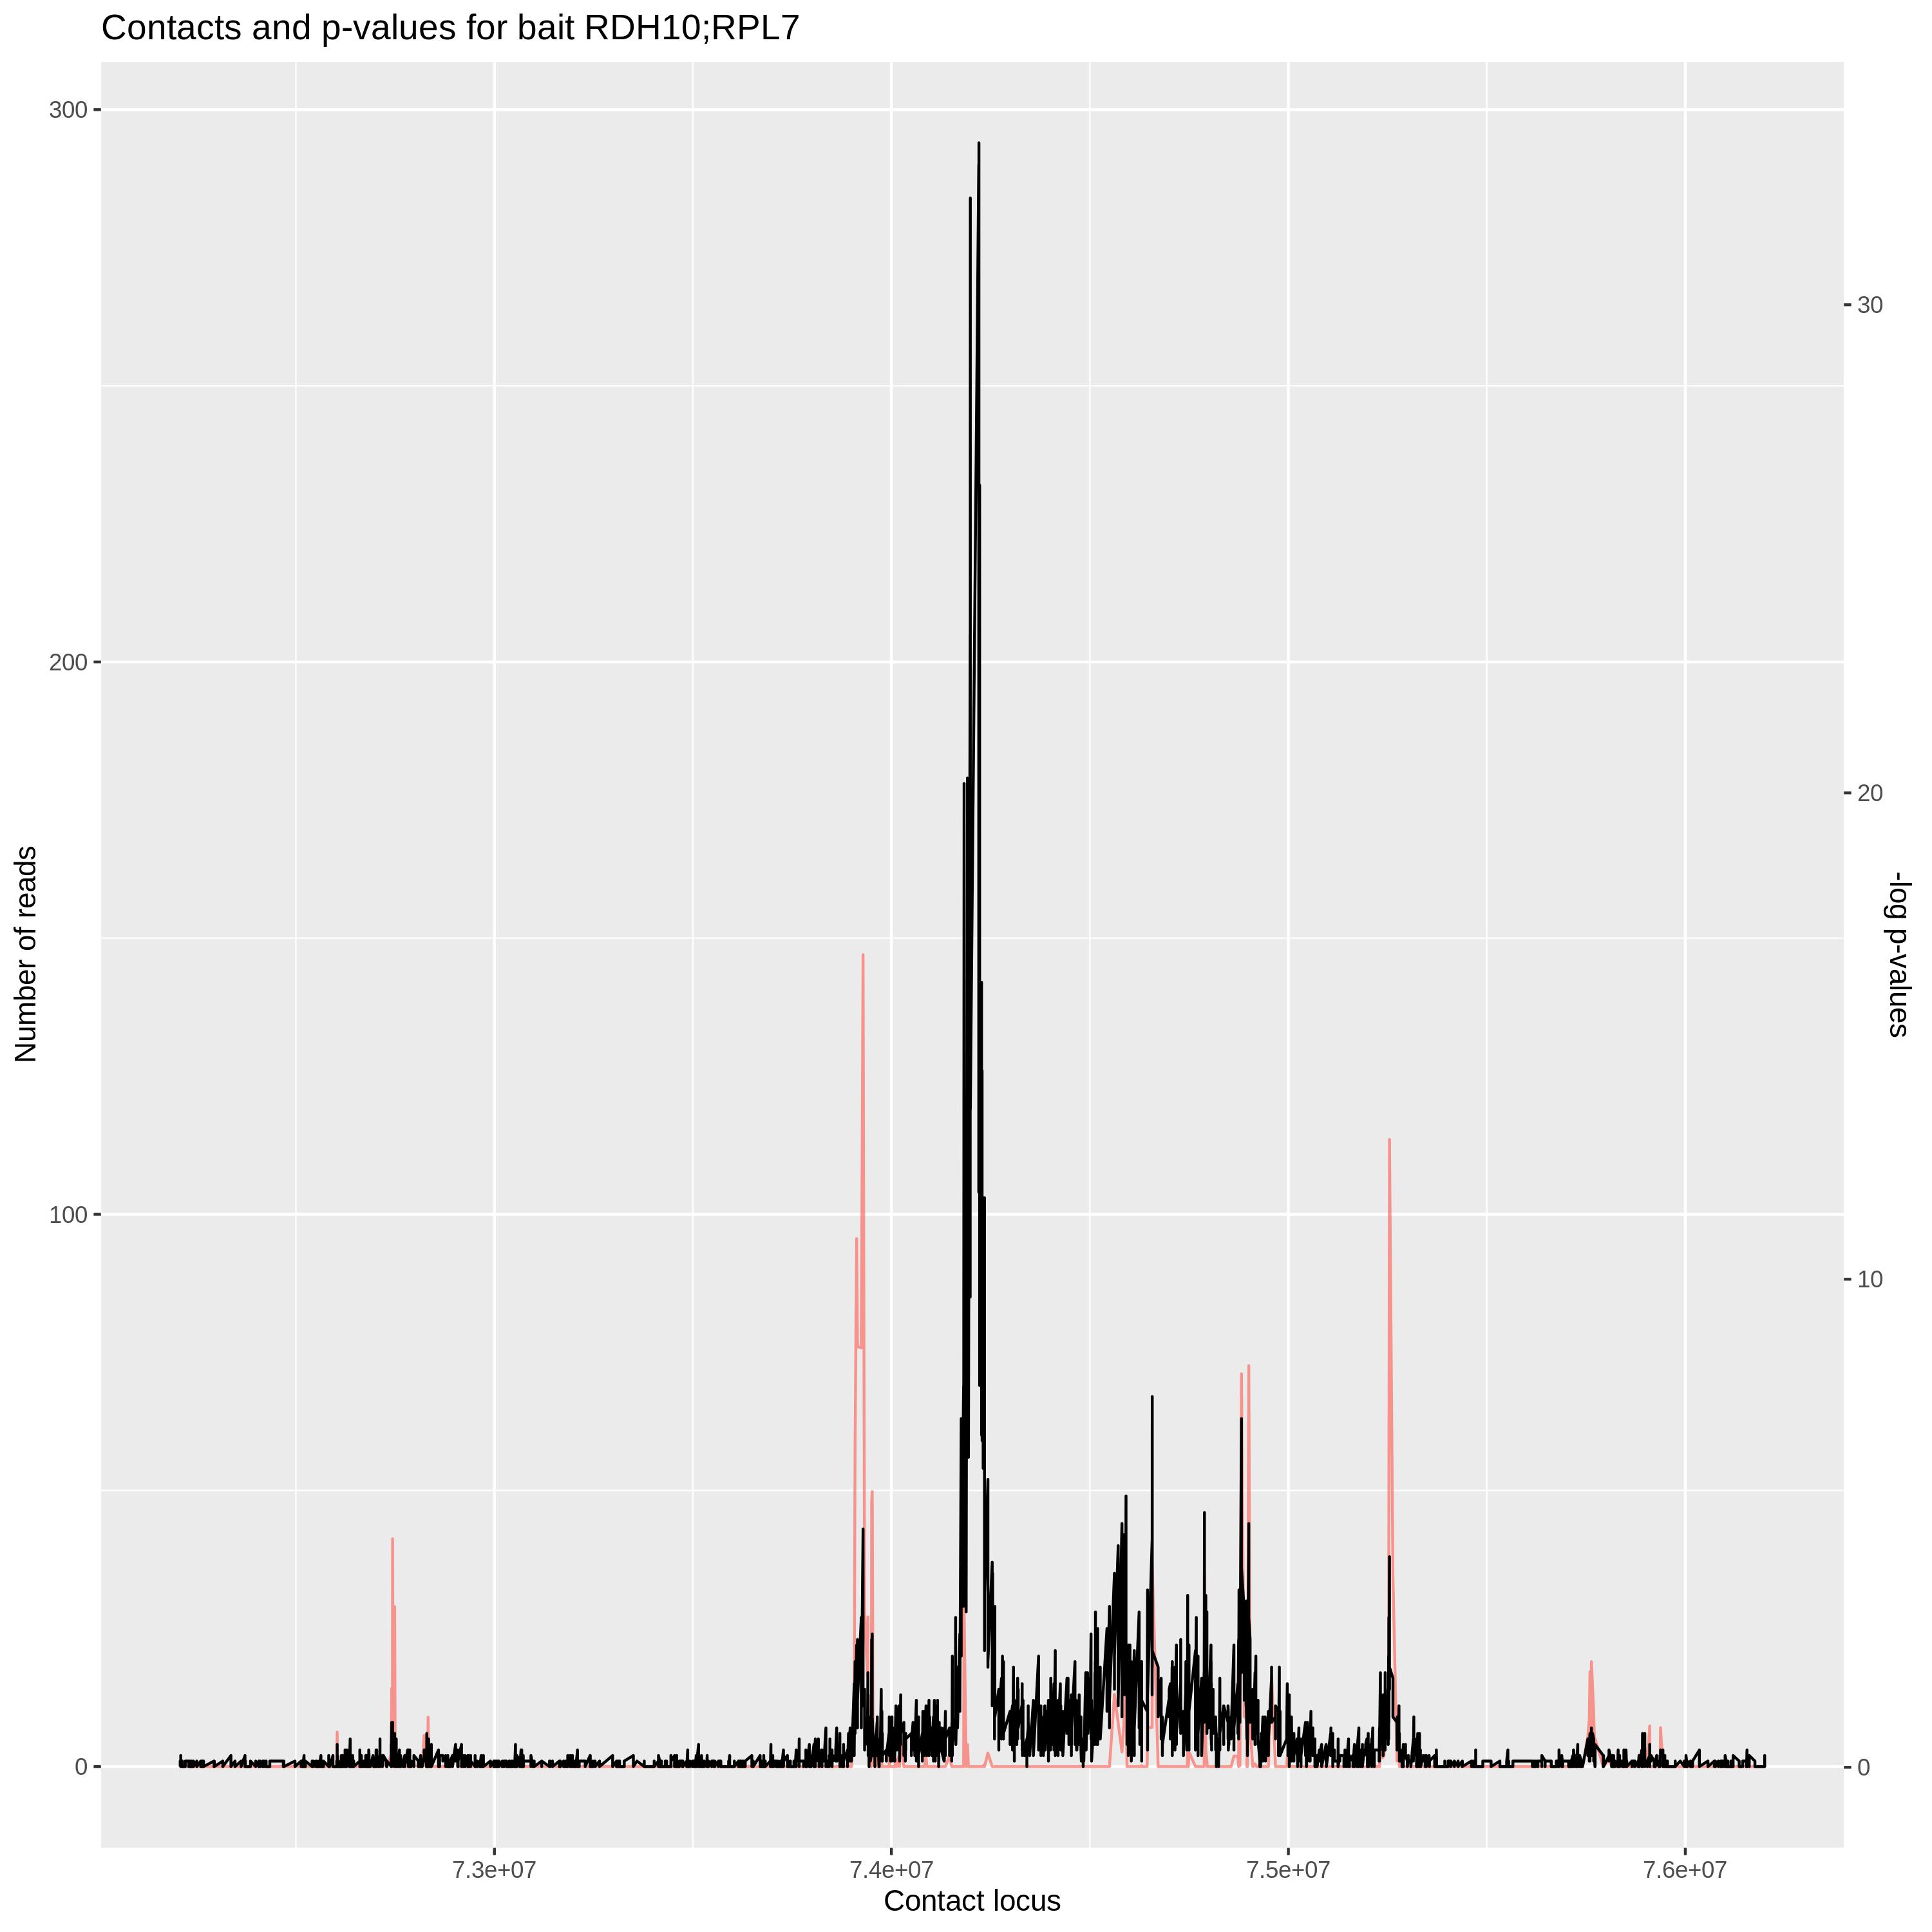 Contacts and p-values for bait RDH10;RPL7
300
200
100
0
Number of reads
30
20
10
0
-log p-values
7.3e+07
7.4e+07
7.5e+07
7.6e+07
Contact locus